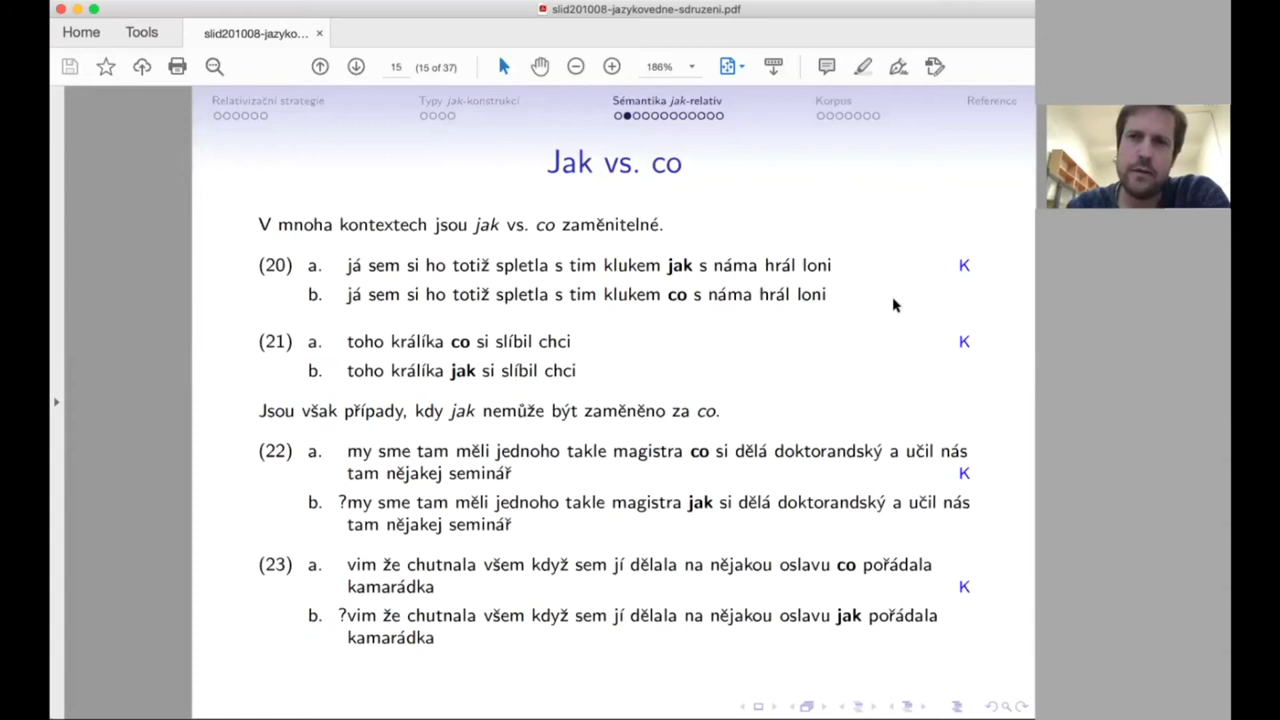 slid201008-jazykovedne-sdruzeni.pdf
Home Tools slid201008-jazyko... ×
15 (15 of 37) 186%
Relativizační strategie Typy jak-konstrukcí Sémantika jak-relativ Korpus Reference
Jak vs. co
V mnoha kontextech jsou jak vs. co zaměnitelné.
(20) a. já sem si ho totiž spletla s tim klukem jak s náma hrál loni K
b. já sem si ho totiž spletla s tim klukem co s náma hrál loni
(21) a. toho králíka co si slíbil chci K
b. toho králíka jak si slíbil chci
Jsou však případy, kdy jak nemůže být zaměněno za co.
(22) a. my sme tam měli jednoho takle magistra co si dělá doktorandský a učil nás
tam nějakej seminář K
b. ?my sme tam měli jednoho takle magistra jak si dělá doktorandský a učil nás
tam nějakej seminář
(23) a. vim že chutnala všem když sem jí dělala na nějakou oslavu co pořádala
kamarádka K
b. ?vim že chutnala všem když sem jí dělala na nějakou oslavu jak pořádala
kamarádka